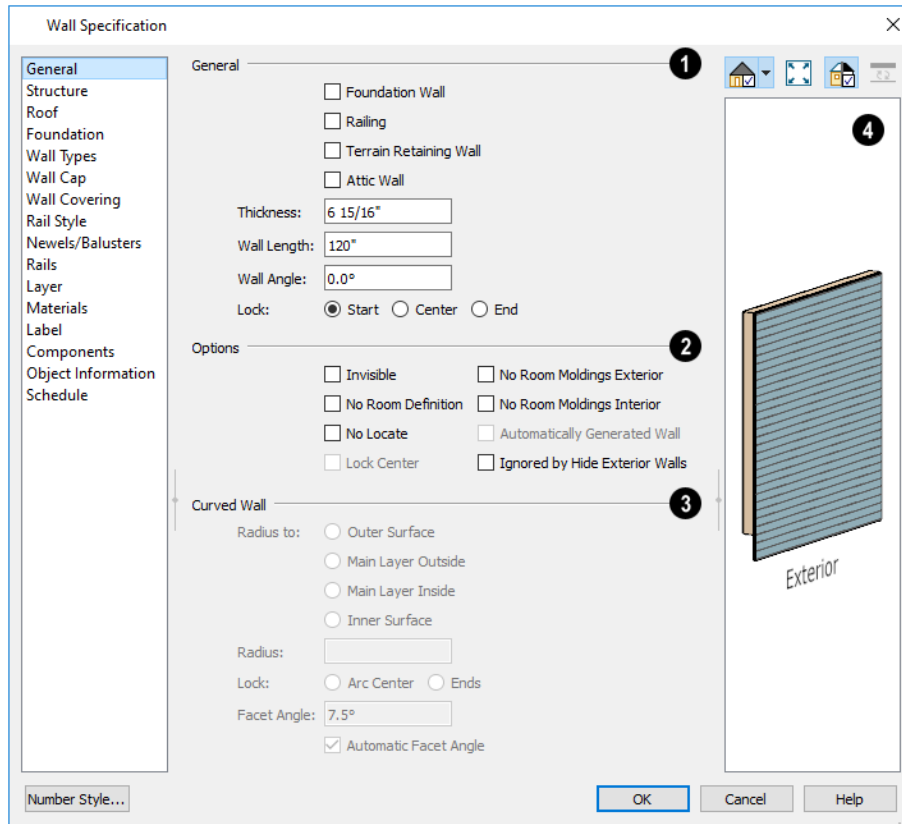 Wall Specification
General
Structure
Roof
Foundation
Wall Types
Wall Cap
Wall Covering
Rail Style
Newels/Balusters
Rails
Layer
Materials
Label
Components
Object Information
Schedule
General 1
Foundation Wall
Railing
Terrain Retaining Wall
Attic Wall
Thickness: 6 15/16"
Wall Length: 120"
Wall Angle: 0.0°
Lock: Start Center End
Options 2
Invisible No Room Moldings Exterior
No Room Definition No Room Moldings Interior
No Locate Automatically Generated Wall
Lock Center Ignored by Hide Exterior Walls
Curved Wall 3
Radius to: Outer Surface
Main Layer Outside
Main Layer Inside
Inner Surface
Radius:
Lock: Arc Center Ends
Facet Angle: 7.5°
Automatic Facet Angle
4
Exterior
Number Style... OK Cancel Help